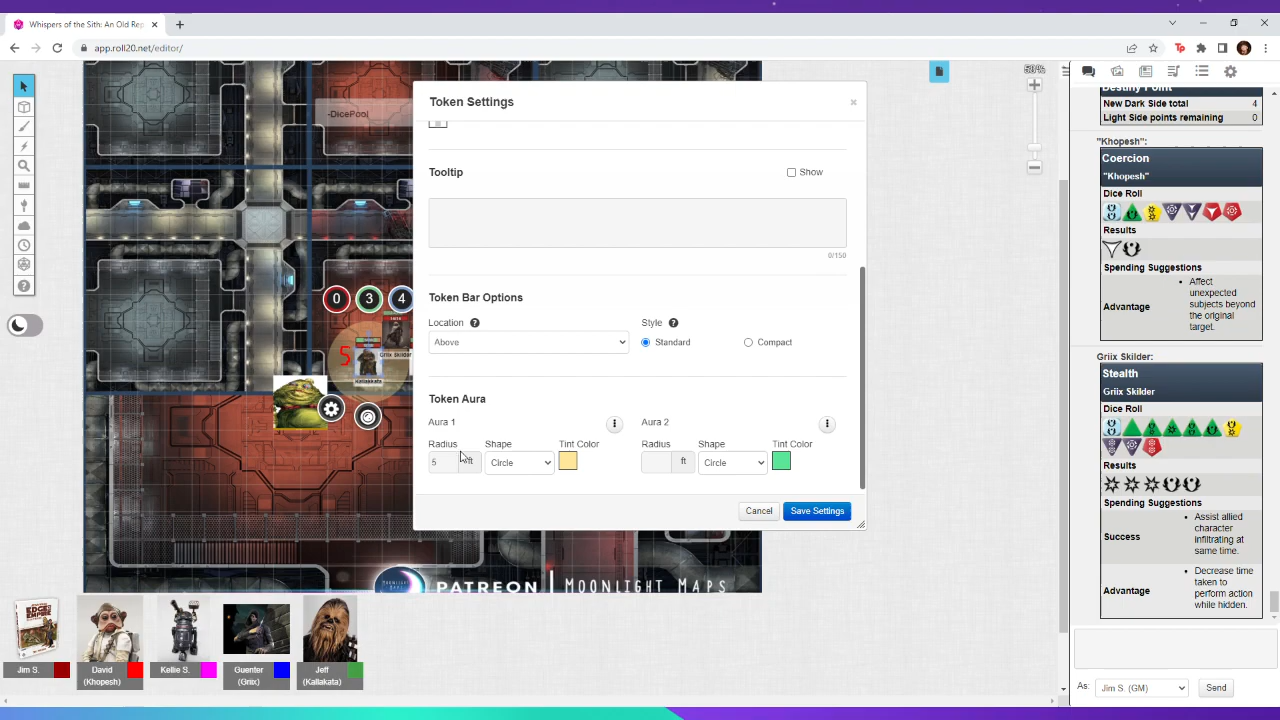 Whispers of the Sith: An Old Rep
app.roll20.net/editor/
50%
-DicePool
Token Settings
Tooltip
Show
0/150
Token Bar Options
Location
Style
Above
Standard
Compact
Token Aura
Aura 1
Aura 2
Radius
Shape
Tint Color
Radius
Shape
Tint Color
5 ft
Circle
ft
Circle
Cancel
Save Settings
0
3
4
5
Griix Skilder
Kallakkata
PATREON | MOONLIGHT MAPS
Jim S.
David
(Khopesh)
Kellie S.
Guenter
(Griix)
Jeff
(Kallakata)
Destiny Point
New Dark Side total 4
Light Side points remaining 0
"Khopesh":
Coercion
"Khopesh"
Dice Roll
Results
Spending Suggestions
Advantage
Affect
unexpected
subjects beyond
the original
target.
Griix Skilder:
Stealth
Griix Skilder
Dice Roll
Results
Spending Suggestions
Success
Assist allied
character
infiltrating at
same time.
Advantage
Decrease time
taken to
perform action
while hidden.
As:
Jim S. (GM)
Send